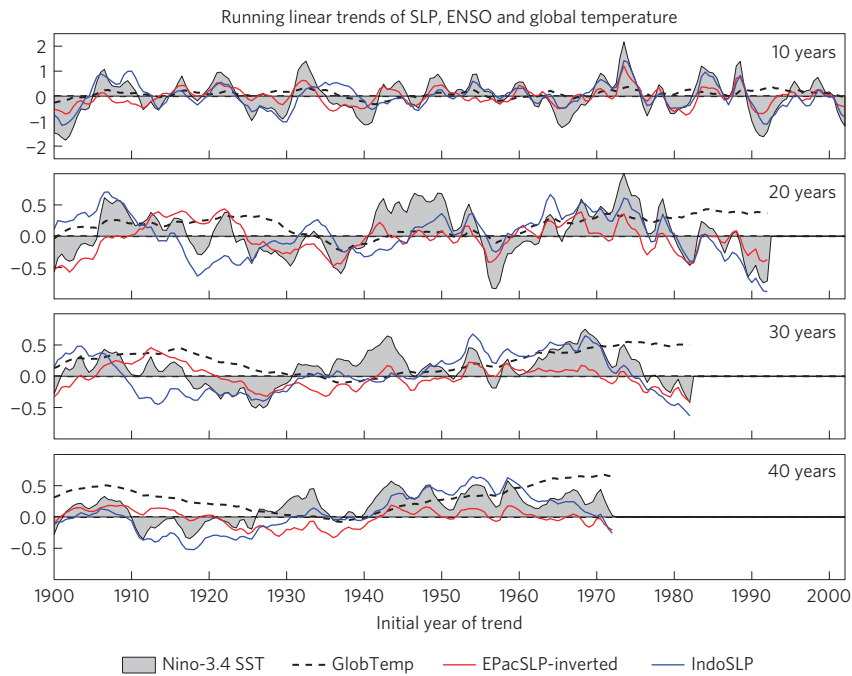 Running linear trends of SLP, ENSO and global temperature
10 years
2
1
0
−1
−2
20 years
0.5
0.0
−0.5
30 years
0.5
0.0
−0.5
40 years
0.5
0.0
−0.5
1900 1910 1920 1930 1940 1950 1960 1970 1980 1990 2000
Initial year of trend
Nino-3.4 SST GlobTemp EPacSLP-inverted IndoSLP